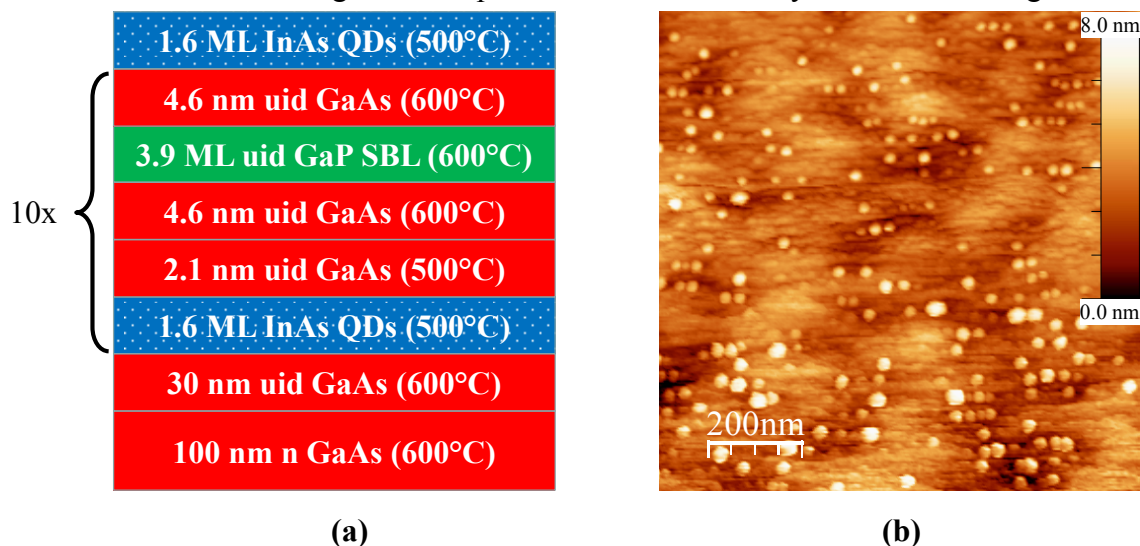 1.6 ML InAs QDs (500°C)
4.6 nm uid GaAs (600°C)
3.9 ML uid GaP SBL (600°C)
4.6 nm uid GaAs (600°C)
2.1 nm uid GaAs (500°C)
1.6 ML InAs QDs (500°C)
30 nm uid GaAs (600°C)
100 nm n GaAs (600°C)
10x
(a)
8.0 nm
0.0 nm
200nm
(b)